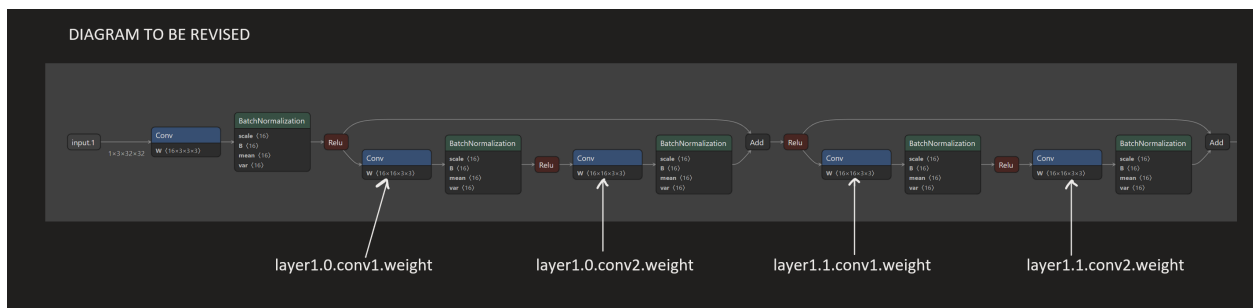 DIAGRAM TO BE REVISED
input.1
1×3×32×32
Conv
W ⟨16×3×3×3⟩
BatchNormalization
scale ⟨16⟩
B ⟨16⟩
mean ⟨16⟩
var ⟨16⟩
Relu
Conv
W ⟨16×16×3×3⟩
BatchNormalization
scale ⟨16⟩
B ⟨16⟩
mean ⟨16⟩
var ⟨16⟩
Relu
Conv
W ⟨16×16×3×3⟩
BatchNormalization
scale ⟨16⟩
B ⟨16⟩
mean ⟨16⟩
var ⟨16⟩
Add
Relu
Conv
W ⟨16×16×3×3⟩
BatchNormalization
scale ⟨16⟩
B ⟨16⟩
mean ⟨16⟩
var ⟨16⟩
Relu
Conv
W ⟨16×16×3×3⟩
BatchNormalization
scale ⟨16⟩
B ⟨16⟩
mean ⟨16⟩
var ⟨16⟩
Add
layer1.0.conv1.weight
layer1.0.conv2.weight
layer1.1.conv1.weight
layer1.1.conv2.weight